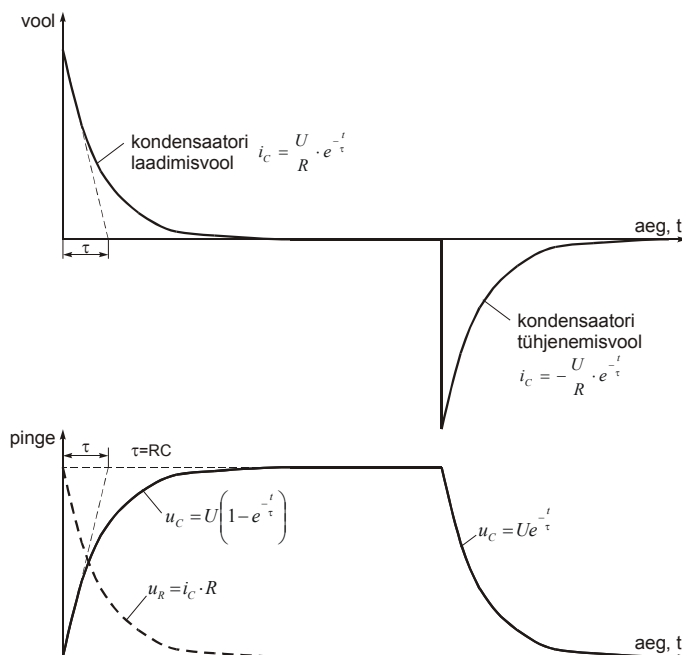 vool
kondensaatori
laadimisvool
i_C = U/R · e^(-t/τ)
aeg, t
τ
kondensaatori
tühjenemisvool
i_C = - U/R · e^(-t/τ)
pinge
τ
τ=RC
u_C = U(1 - e^(-t/τ))
u_C = Ue^(-t/τ)
u_R = i_C · R
aeg, t